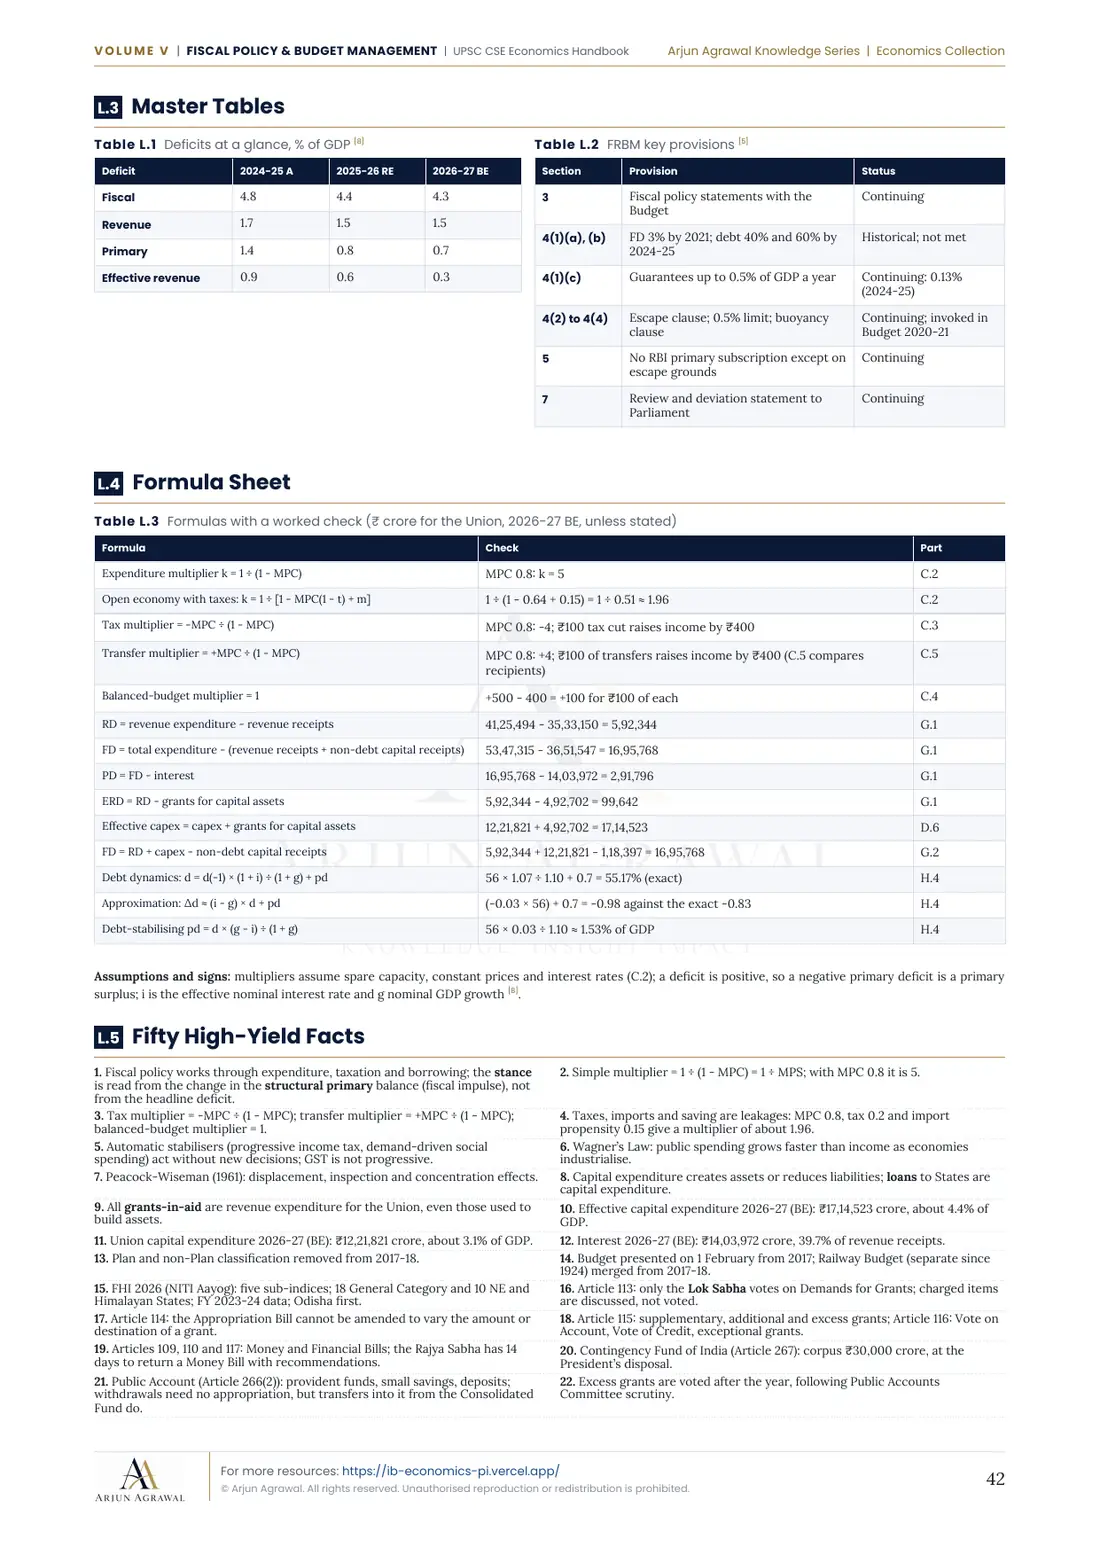 VOLUME V | FISCAL POLICY & BUDGET MANAGEMENT | UPSC CSE Economics Handbook
Arjun Agrawal Knowledge Series | Economics Collection
L.3 Master Tables
Table L.1 Deficits at a glance, % of GDP [8]
Deficit 2024-25 A 2025-26 RE 2026-27 BE
Fiscal 4.8 4.4 4.3
Revenue 1.7 1.5 1.5
Primary 1.4 0.8 0.7
Effective revenue 0.9 0.6 0.3
Table L.2 FRBM key provisions [5]
Section Provision Status
3 Fiscal policy statements with the Continuing
Budget
4(1)(a), (b) FD 3% by 2021; debt 40% and 60% by Historical; not met
2024-25
4(1)(c) Guarantees up to 0.5% of GDP a year Continuing: 0.13%
(2024-25)
4(2) to 4(4) Escape clause; 0.5% limit; buoyancy Continuing; invoked in
clause Budget 2020-21
5 No RBI primary subscription except on Continuing
escape grounds
7 Review and deviation statement to Continuing
Parliament
L.4 Formula Sheet
Table L.3 Formulas with a worked check (₹ crore for the Union, 2026-27 BE, unless stated)
Formula Check Part
Expenditure multiplier k = 1 ÷ (1 - MPC) MPC 0.8: k = 5 C.2
Open economy with taxes: k = 1 ÷ [1 - MPC(1 - t) + m] 1 ÷ (1 - 0.64 + 0.15) = 1 ÷ 0.51 ≈ 1.96 C.2
Tax multiplier = -MPC ÷ (1 - MPC) MPC 0.8: -4; ₹100 tax cut raises income by ₹400 C.3
Transfer multiplier = +MPC ÷ (1 - MPC) MPC 0.8: +4; ₹100 of transfers raises income by ₹400 (C.5 compares C.5
recipients)
Balanced-budget multiplier = 1 +500 - 400 = +100 for ₹100 of each C.4
RD = revenue expenditure - revenue receipts 41,25,494 - 35,33,150 = 5,92,344 G.1
FD = total expenditure - (revenue receipts + non-debt capital receipts) 53,47,315 - 36,51,547 = 16,95,768 G.1
PD = FD - interest 16,95,768 - 14,03,972 = 2,91,796 G.1
ERD = RD - grants for capital assets 5,92,344 - 4,92,702 = 99,642 G.1
Effective capex = capex + grants for capital assets 12,21,821 + 4,92,702 = 17,14,523 D.6
FD = RD + capex - non-debt capital receipts 5,92,344 + 12,21,821 - 1,18,397 = 16,95,768 G.2
Debt dynamics: d = d(-1) × (1 + i) ÷ (1 + g) + pd 56 × 1.07 ÷ 1.10 + 0.7 = 55.17% (exact) H.4
Approximation: Δd ≈ (i - g) × d + pd (-0.03 × 56) + 0.7 = -0.98 against the exact -0.83 H.4
Debt-stabilising pd = d × (g - i) ÷ (1 + g) 56 × 0.03 ÷ 1.10 ≈ 1.53% of GDP H.4
Assumptions and signs: multipliers assume spare capacity, constant prices and interest rates (C.2); a deficit is positive, so a negative primary deficit is a primary
surplus; i is the effective nominal interest rate and g nominal GDP growth [8].
L.5 Fifty High-Yield Facts
1. Fiscal policy works through expenditure, taxation and borrowing; the stance
is read from the change in the structural primary balance (fiscal impulse), not
from the headline deficit.
2. Simple multiplier = 1 ÷ (1 - MPC) = 1 ÷ MPS; with MPC 0.8 it is 5.
3. Tax multiplier = -MPC ÷ (1 - MPC); transfer multiplier = +MPC ÷ (1 - MPC);
balanced-budget multiplier = 1.
4. Taxes, imports and saving are leakages: MPC 0.8, tax 0.2 and import
propensity 0.15 give a multiplier of about 1.96.
5. Automatic stabilisers (progressive income tax, demand-driven social
spending) act without new decisions; GST is not progressive.
6. Wagner's Law: public spending grows faster than income as economies
industrialise.
7. Peacock-Wiseman (1961): displacement, inspection and concentration effects.
8. Capital expenditure creates assets or reduces liabilities; loans to States are
capital expenditure.
9. All grants-in-aid are revenue expenditure for the Union, even those used to
build assets.
10. Effective capital expenditure 2026-27 (BE): ₹17,14,523 crore, about 4.4% of
GDP.
11. Union capital expenditure 2026-27 (BE): ₹12,21,821 crore, about 3.1% of GDP.
12. Interest 2026-27 (BE): ₹14,03,972 crore, 39.7% of revenue receipts.
13. Plan and non-Plan classification removed from 2017-18.
14. Budget presented on 1 February from 2017; Railway Budget (separate since
1924) merged from 2017-18.
15. FHI 2026 (NITI Aayog): five sub-indices; 18 General Category and 10 NE and
Himalayan States; FY 2023-24 data; Odisha first.
16. Article 113: only the Lok Sabha votes on Demands for Grants; charged items
are discussed, not voted.
17. Article 114: the Appropriation Bill cannot be amended to vary the amount or
destination of a grant.
18. Article 115: supplementary, additional and excess grants; Article 116: Vote on
Account, Vote of Credit, exceptional grants.
19. Articles 109, 110 and 117: Money and Financial Bills; the Rajya Sabha has 14
days to return a Money Bill with recommendations.
20. Contingency Fund of India (Article 267): corpus ₹30,000 crore, at the
President's disposal.
21. Public Account (Article 266(2)): provident funds, small savings, deposits;
withdrawals need no appropriation, but transfers into it from the Consolidated
Fund do.
22. Excess grants are voted after the year, following Public Accounts
Committee scrutiny.
ARJUN AGRAWAL
KNOWLEDGE INSIGHT IMPACT
ARJUN AGRAWAL
For more resources: https://ib-economics-pi.vercel.app/
© Arjun Agrawal. All rights reserved. Unauthorised reproduction or redistribution is prohibited.
42